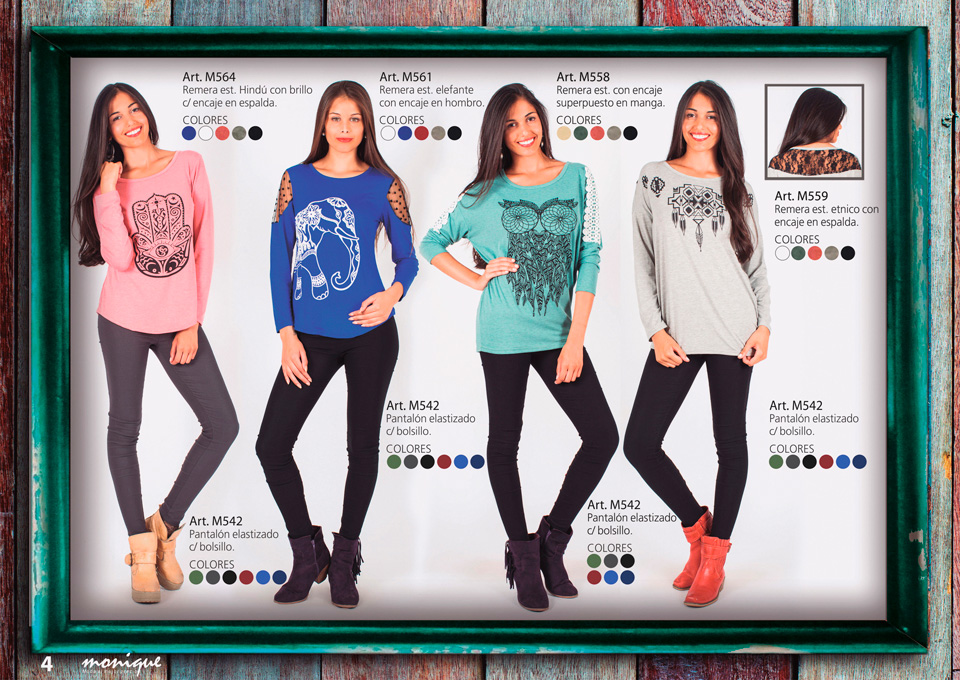 Art. M564
Remera est. Hindú con brillo
c/ encaje en espalda.
COLORES
Art. M561
Remera est. elefante
con encaje en hombro.
COLORES
Art. M558
Remera est. con encaje
superpuesto en manga.
COLORES
Art. M559
Remera est. etnico con
encaje en espalda.
COLORES
Art. M542
Pantalón elastizado
c/ bolsillo.
COLORES
Art. M542
Pantalón elastizado
c/ bolsillo.
COLORES
Art. M542
Pantalón elastizado
c/ bolsillo.
COLORES
Art. M542
Pantalón elastizado
c/ bolsillo.
COLORES
4
monique